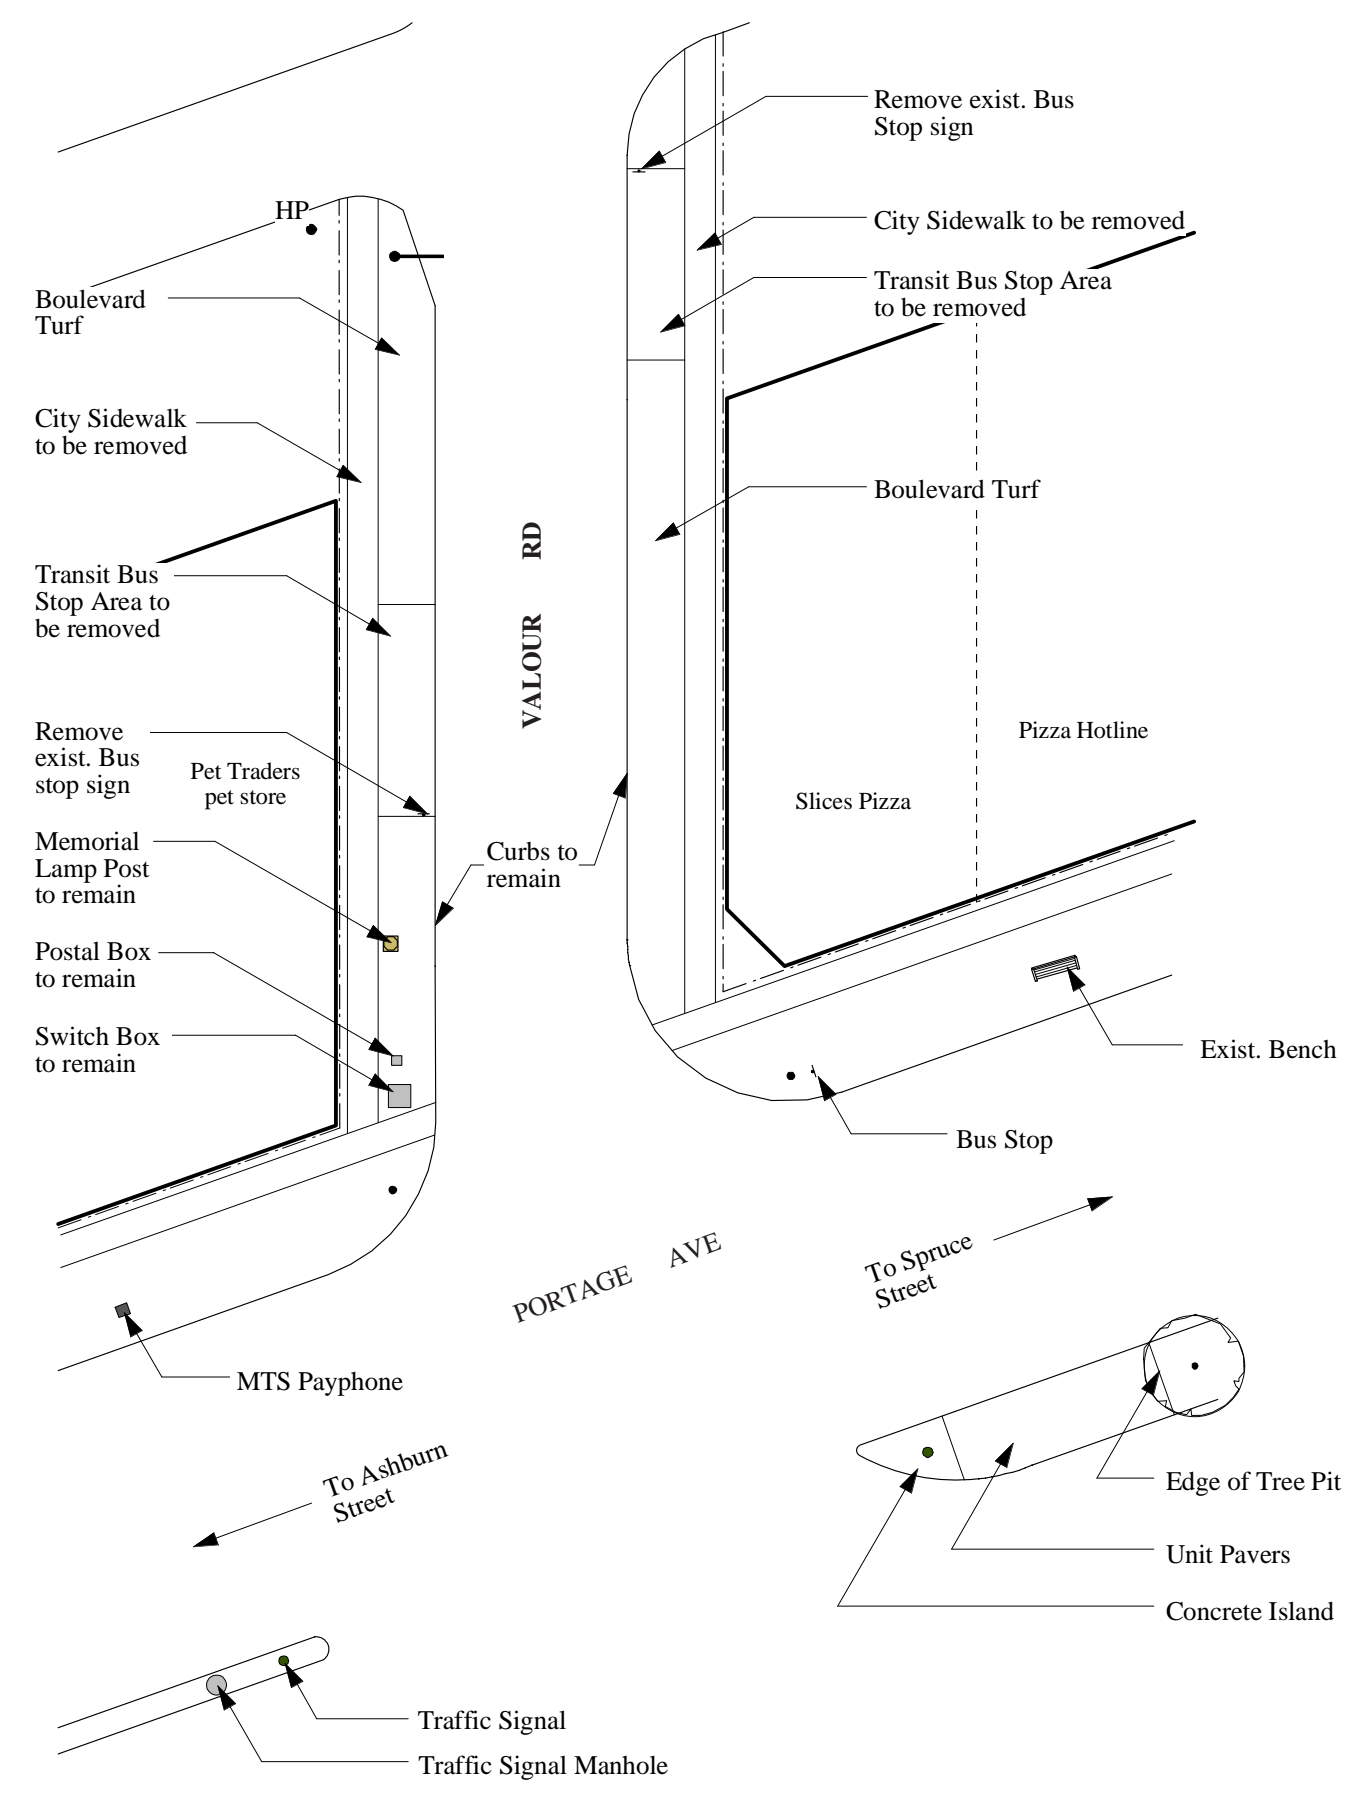 Remove exist. Bus
Stop sign
HP
City Sidewalk to be removed
Transit Bus Stop Area
to be removed
Boulevard
Turf
City Sidewalk
to be removed
Boulevard Turf
VALOUR RD
Transit Bus
Stop Area to
be removed
Remove
exist. Bus
stop sign
Pet Traders
pet store
Pizza Hotline
Slices Pizza
Memorial
Lamp Post
to remain
Curbs to
remain
Postal Box
to remain
Switch Box
to remain
Exist. Bench
Bus Stop
PORTAGE AVE
To Spruce
Street
MTS Payphone
To Ashburn
Street
Edge of Tree Pit
Unit Pavers
Concrete Island
Traffic Signal
Traffic Signal Manhole